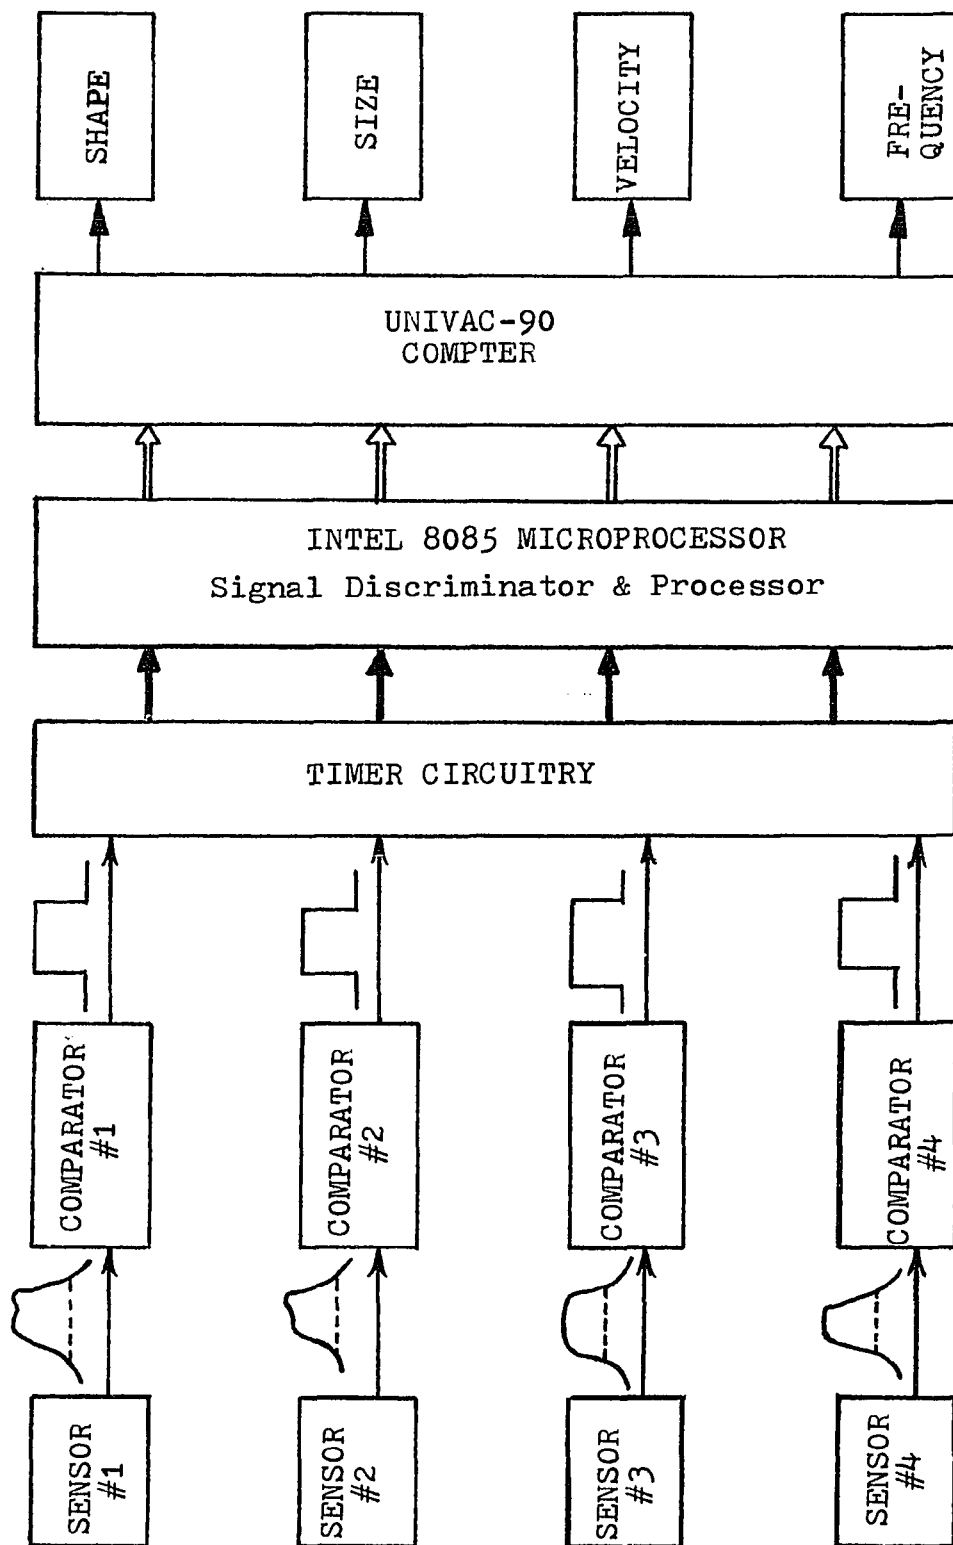 SHAPE
SIZE
VELOCITY
FRE-
QUENCY
UNIVAC-90
COMPTER
INTEL 8085 MICROPROCESSOR
Signal Discriminator & Processor
TIMER CIRCUITRY
COMPARATOR
#1
COMPARATOR
#2
COMPARATOR
#3
COMPARATOR
#4
SENSOR
#1
SENSOR
#2
SENSOR
#3
SENSOR
#4